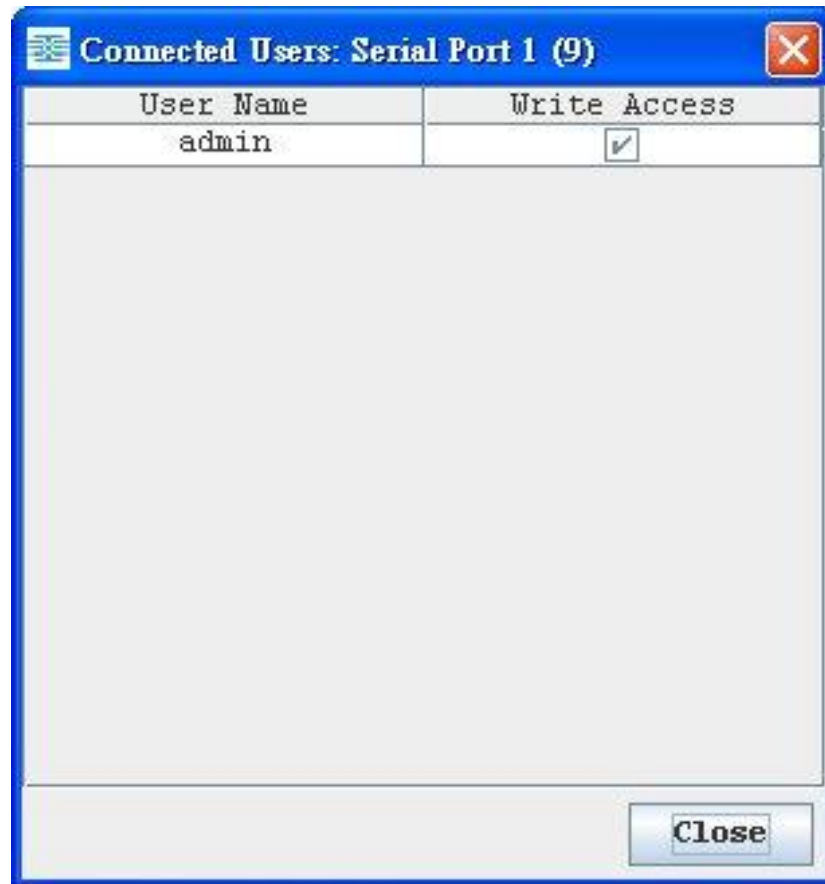 Connected Users: Serial Port 1 (9)
User Name Write Access
admin
Close